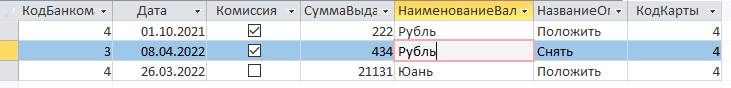 КодБанком Дата Комиссия СуммаВыда НаименованиеВал НазваниеОп КодКарты
4 01.10.2021 222 Рубль Положить 4
3 08.04.2022 434 Рубль Снять 4
4 26.03.2022 21131 Юань Положить 4